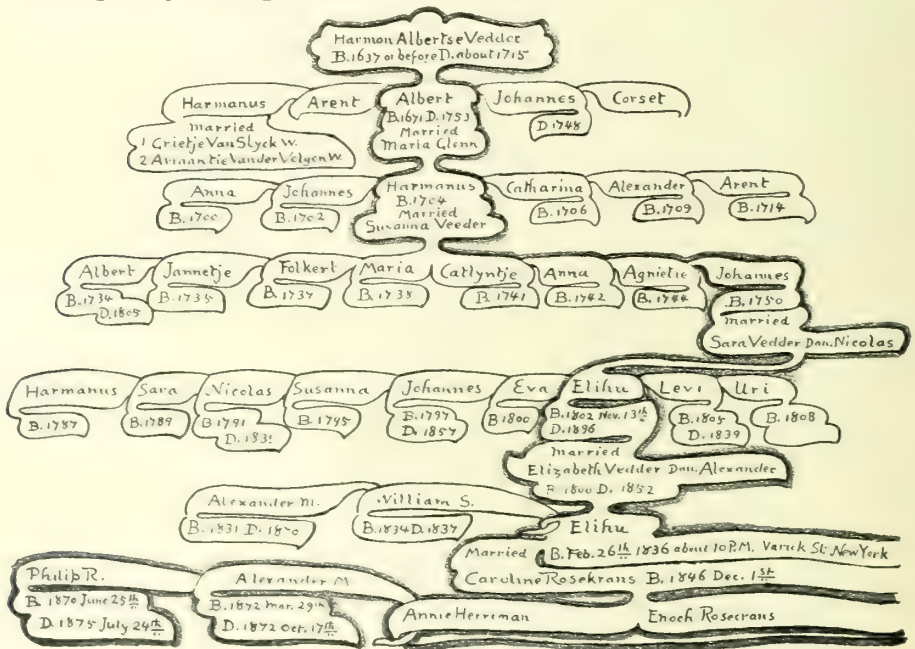 Harmon Albertse Vedder
B.1637 or before D. about 1715
Harmanus
married
1 Grietje Van Slyck W.
2 Van der Volgen W.
Arent
Albert
B.1671 D.1753
Married
Maria Glenn
Johannes
D 1748
Corset
Anna
B.1700
Johannes
B.1702
Harmanus
B.1704
Married
Susanna Veeder
Catharina
B.1706
Alexander
B.1709
Arent
B.1714
Albert
B.1734
D.1805
Jannetje
B.1735
Folkert
B.1737
Maria
B.1738
Catlyntje
B.1741
Anna
B.1742
Agnietie
B.1744
Johannes
B.1750
married
Sara Vedder Dau. Nicolas
Harmanus
B.1787
Sara
B.1789
Nicolas
B.1791
D.1831
Susanna
B.1795
Johannes
B.1797
D.1857
Eva
B 1800
Elihu
B.1802 Nov. 13th
D.1896
married
Elizabeth Vedder Dau. Alexander
B.1800 D. 1852
Levi
B.1805
D.1839
Uri
B.1808
Alexander M.
B.1831 D.
William S.
B.1834 D.1837
Elihu
B. Feb. 26th 1836 about 10 P.M. Varick St. New York
Married
Caroline Rosekrans B. 1846 Dec. 1st
Philip R.
B. 1870 June 25th
D. 1875 July 24th
Alexander M
B. 1872 Mar. 29th
D. 1872 Oct. 17th
Annie Herriman
Enoch Rosecrans